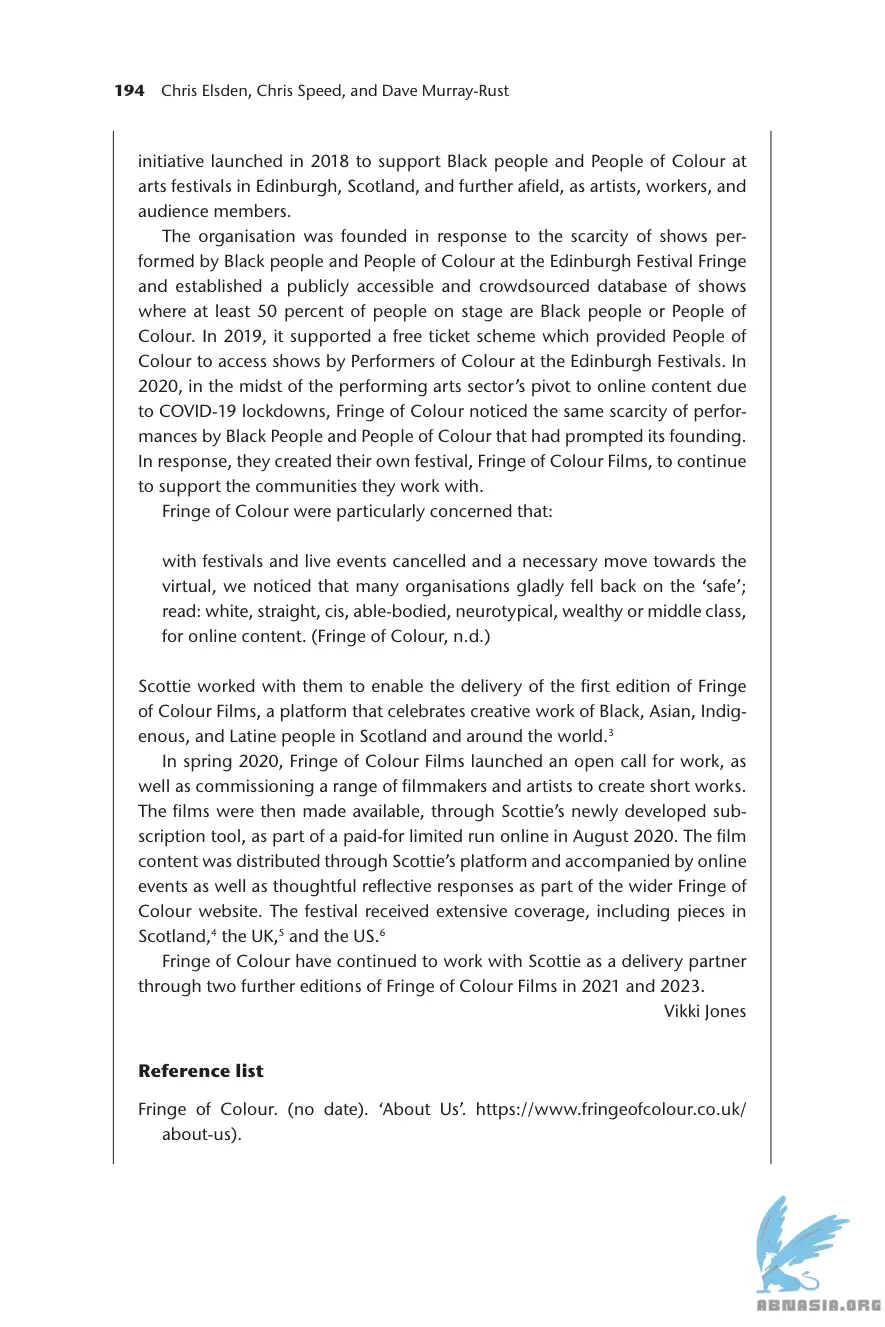 194 Chris Elsden, Chris Speed, and Dave Murray-Rust
initiative launched in 2018 to support Black people and People of Colour at
arts festivals in Edinburgh, Scotland, and further afield, as artists, workers, and
audience members.
The organisation was founded in response to the scarcity of shows per-
formed by Black people and People of Colour at the Edinburgh Festival Fringe
and established a publicly accessible and crowdsourced database of shows
where at least 50 percent of people on stage are Black people or People of
Colour. In 2019, it supported a free ticket scheme which provided People of
Colour to access shows by Performers of Colour at the Edinburgh Festivals. In
2020, in the midst of the performing arts sector’s pivot to online content due
to COVID-19 lockdowns, Fringe of Colour noticed the same scarcity of perfor-
mances by Black People and People of Colour that had prompted its founding.
In response, they created their own festival, Fringe of Colour Films, to continue
to support the communities they work with.
Fringe of Colour were particularly concerned that:
with festivals and live events cancelled and a necessary move towards the
virtual, we noticed that many organisations gladly fell back on the ‘safe’;
read: white, straight, cis, able-bodied, neurotypical, wealthy or middle class,
for online content. (Fringe of Colour, n.d.)
Scottie worked with them to enable the delivery of the first edition of Fringe
of Colour Films, a platform that celebrates creative work of Black, Asian, Indig-
enous, and Latine people in Scotland and around the world.³
In spring 2020, Fringe of Colour Films launched an open call for work, as
well as commissioning a range of filmmakers and artists to create short works.
The films were then made available, through Scottie’s newly developed sub-
scription tool, as part of a paid-for limited run online in August 2020. The film
content was distributed through Scottie’s platform and accompanied by online
events as well as thoughtful reflective responses as part of the wider Fringe of
Colour website. The festival received extensive coverage, including pieces in
Scotland,⁴ the UK,⁵ and the US.⁶
Fringe of Colour have continued to work with Scottie as a delivery partner
through two further editions of Fringe of Colour Films in 2021 and 2023.
Vikki Jones
Reference list
Fringe of Colour. (no date). ‘About Us’. https://www.fringeofcolour.co.uk/
about-us).
ABNASIA.ORG